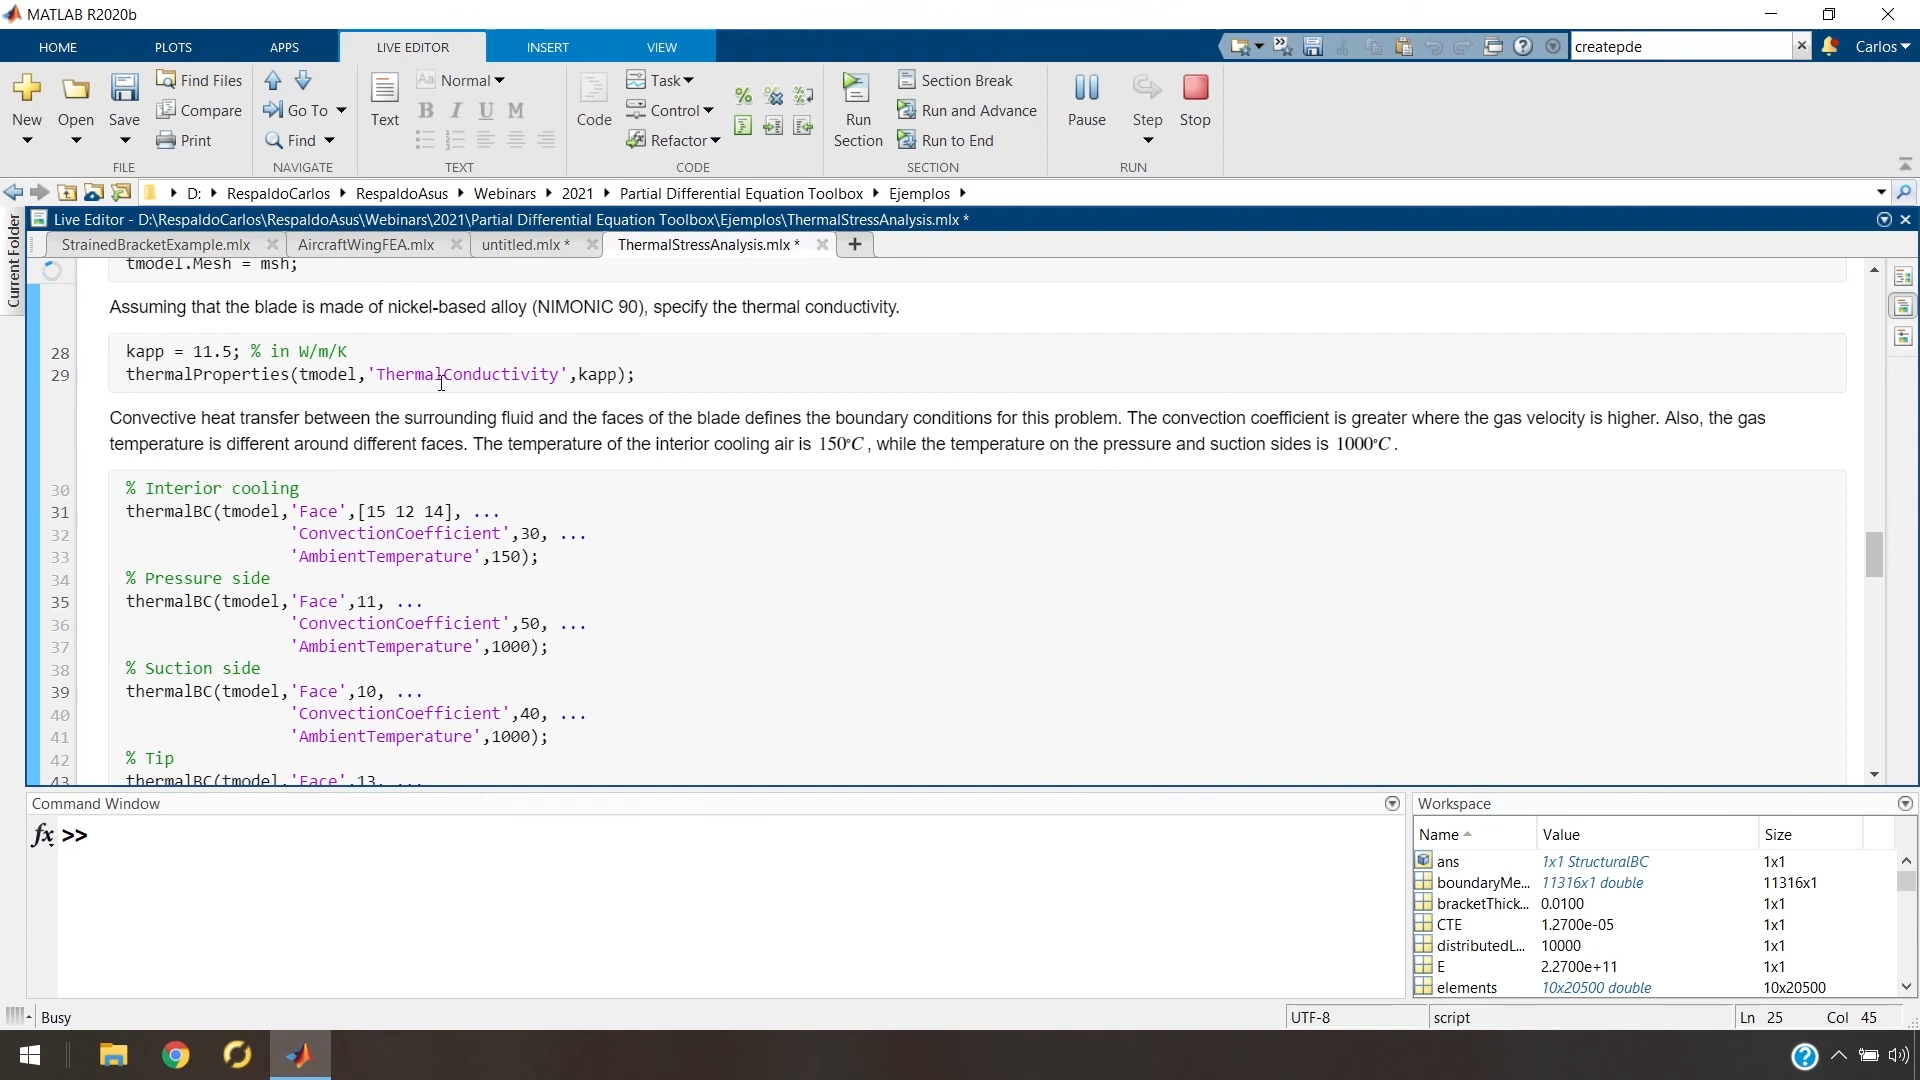 MATLAB R2020b
HOME PLOTS APPS LIVE EDITOR INSERT VIEW createpde Carlos
New Open Save Find Files Compare Print
FILE
Go To Find
NAVIGATE
Text Aa Normal B I U M
TEXT
Code Task Control Refactor
CODE
Run Section Section Break Run and Advance Run to End
SECTION
Pause Step Stop
RUN
D: RespaldoCarlos RespaldoAsus Webinars 2021 Partial Differential Equation Toolbox Ejemplos
Current Folder
Live Editor - D:\RespaldoCarlos\RespaldoAsus\Webinars\2021\Partial Differential Equation Toolbox\Ejemplos\ThermalStressAnalysis.mlx *
StrainedBracketExample.mlx AircraftWingFEA.mlx untitled.mlx * ThermalStressAnalysis.mlx *
tmodel.Mesh = msh;
Assuming that the blade is made of nickel-based alloy (NIMONIC 90), specify the thermal conductivity.
28 kapp = 11.5; % in W/m/K
29 thermalProperties(tmodel,'ThermalConductivity',kapp);
Convective heat transfer between the surrounding fluid and the faces of the blade defines the boundary conditions for this problem. The convection coefficient is greater where the gas velocity is higher. Also, the gas
temperature is different around different faces. The temperature of the interior cooling air is 150°C, while the temperature on the pressure and suction sides is 1000°C.
30 % Interior cooling
31 thermalBC(tmodel,'Face',[15 12 14], ...
32 'ConvectionCoefficient',30, ...
33 'AmbientTemperature',150);
34 % Pressure side
35 thermalBC(tmodel,'Face',11, ...
36 'ConvectionCoefficient',50, ...
37 'AmbientTemperature',1000);
38 % Suction side
39 thermalBC(tmodel,'Face',10, ...
40 'ConvectionCoefficient',40, ...
41 'AmbientTemperature',1000);
42 % Tip
43 thermalBC(tmodel,'Face',13, ...
Command Window
fx >>
Workspace
Name Value Size
ans 1x1 StructuralBC 1x1
boundaryMe... 11316x1 double 11316x1
bracketThick... 0.0100 1x1
CTE 1.2700e-05 1x1
distributedL... 10000 1x1
E 2.2700e+11 1x1
elements 10x20500 double 10x20500
Busy UTF-8 script Ln 25 Col 45